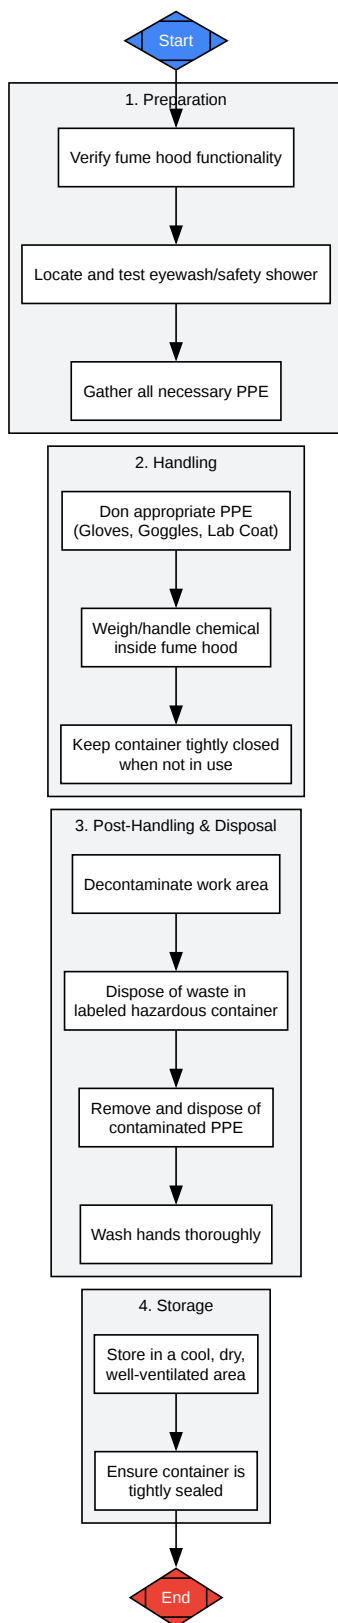 Start
1. Preparation
Verify fume hood functionality
Locate and test eyewash/safety shower
Gather all necessary PPE
2. Handling
Don appropriate PPE
(Gloves, Goggles, Lab Coat)
Weigh/handle chemical
inside fume hood
Keep container tightly closed
when not in use
3. Post-Handling & Disposal
Decontaminate work area
Dispose of waste in
labeled hazardous container
Remove and dispose of
contaminated PPE
Wash hands thoroughly
4. Storage
Store in a cool, dry,
well-ventilated area
Ensure container is
tightly sealed
End